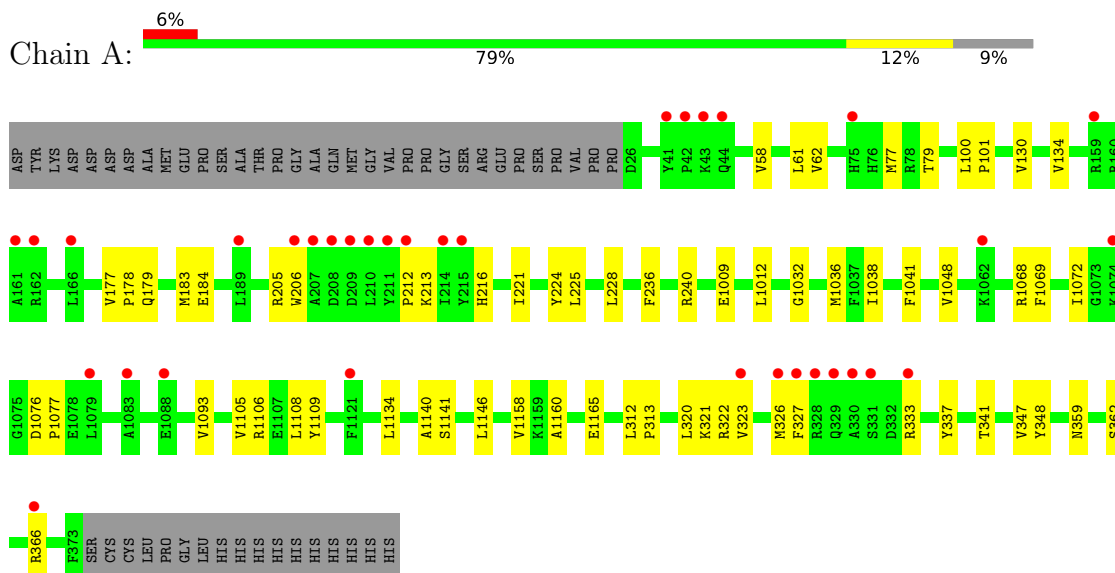 6%
Chain A:
79% 12% 9%
ASP TYR LYS ASP ASP ASP ASP ALA MET GLU PRO SER ALA THR PRO GLY ALA GLN MET GLY VAL PRO PRO GLY SER ARG GLU PRO SER PRO VAL PRO PRO D26 Y41 P42 K43 Q44 V58 L61 V62 H75 H76 M77 R78 T79 L100 P101 V130 V134 R159 R160
A161 R162 L166 V177 P178 Q179 M183 E184 L189 R205 W206 A207 D208 D209 L210 Y211 P212 K213 I214 Y215 H216 I221 Y224 L225 L228 F236 R240 E1009 L1012 G1032 M1036 F1037 I1038 F1041 V1048 K1062 R1068 F1069 I1072 G1073 K1074
G1075 D1076 P1077 E1078 L1079 A1083 E1088 V1093 V1105 R1106 E1107 L1108 Y1109 F1121 L1134 A1140 S1141 L1146 V1158 K1159 A1160 E1165 L312 P313 L320 K321 R322 V323 M326 F327 R328 Q329 A330 S331 D332 R333 Y337 T341 V347 Y348 N359 S362
R366 F373 SER CYS CYS LEU PRO GLY LEU HIS HIS HIS HIS HIS HIS HIS HIS HIS HIS